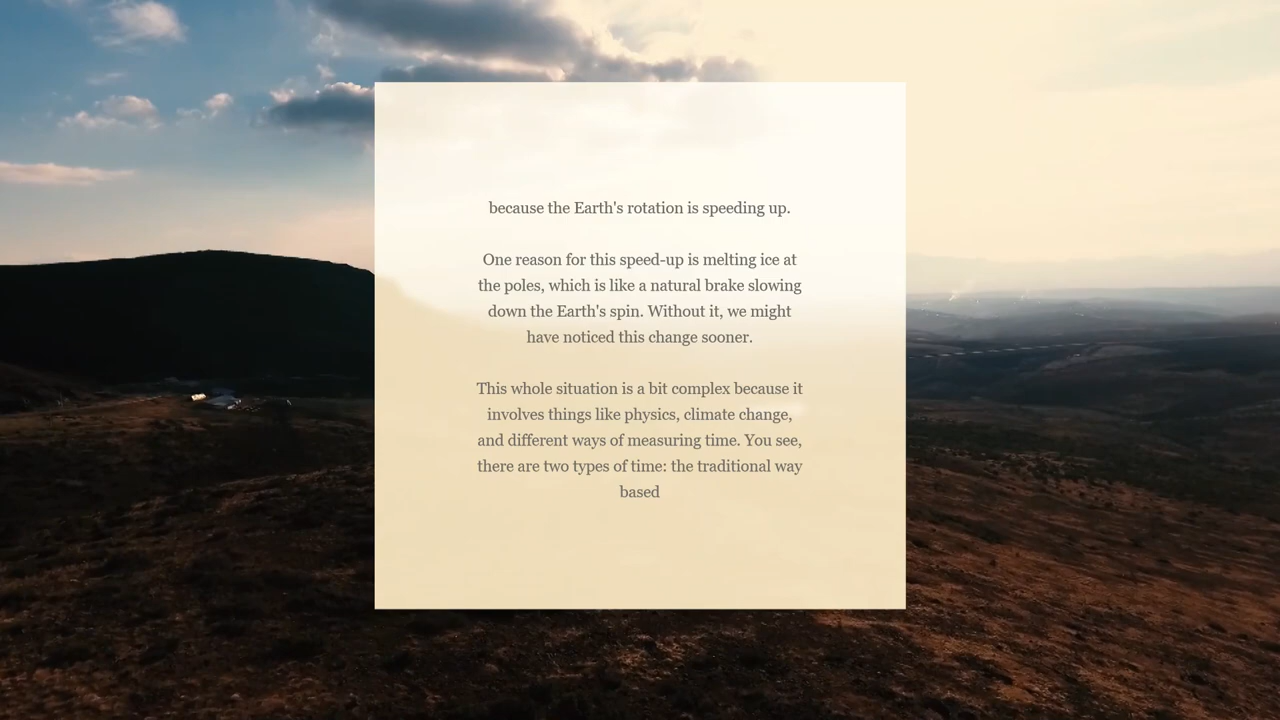 because the Earth's rotation is speeding up.
One reason for this speed-up is melting ice at
the poles, which is like a natural brake slowing
down the Earth's spin. Without it, we might
have noticed this change sooner.
This whole situation is a bit complex because it
involves things like physics, climate change,
and different ways of measuring time. You see,
there are two types of time: the traditional way
based